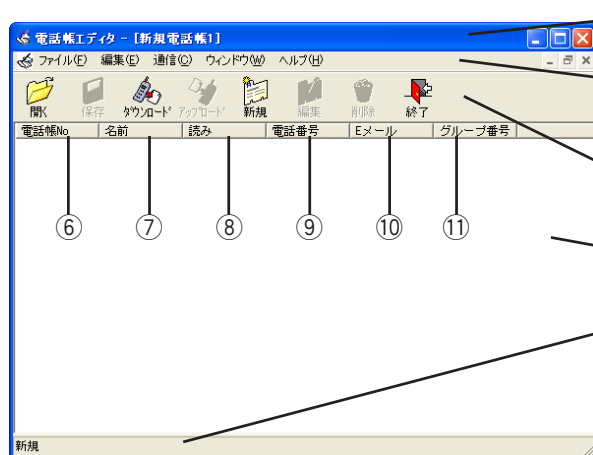 電話帳エディタ - [新規電話帳1]
ファイル(F) 編集(E) 通信(C) ウィンドウ(W) ヘルプ(H)
開く 保存 ダウンロード アップロード 新規 編集 削除 終了
電話帳No 名前 読み 電話番号 Eメール グループ番号
⑥ ⑦ ⑧ ⑨ ⑩ ⑪
新規